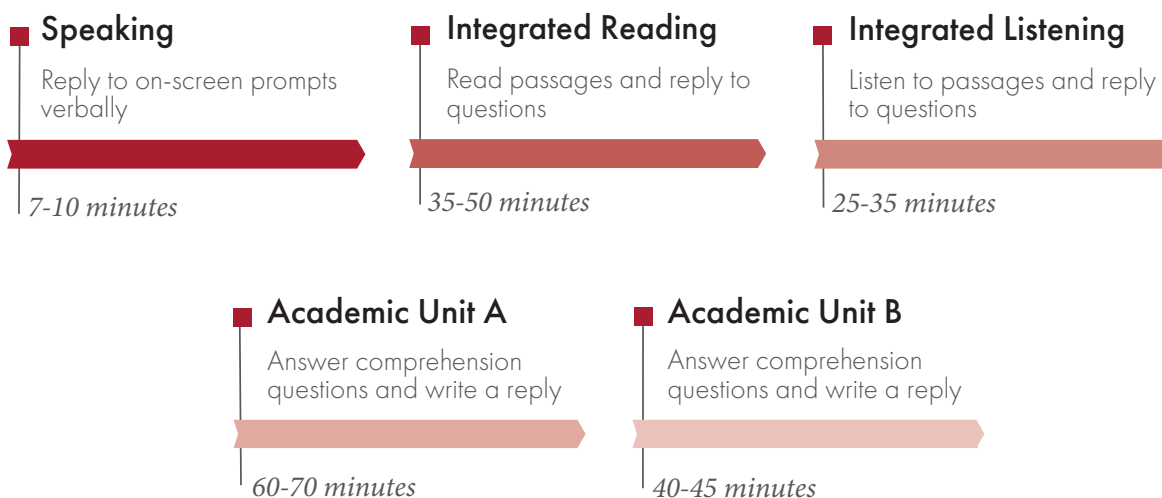 Speaking
Reply to on-screen prompts
verbally
7-10 minutes
Integrated Reading
Read passages and reply to
questions
35-50 minutes
Integrated Listening
Listen to passages and reply
to questions
25-35 minutes
Academic Unit A
Answer comprehension
questions and write a reply
60-70 minutes
Academic Unit B
Answer comprehension
questions and write a reply
40-45 minutes